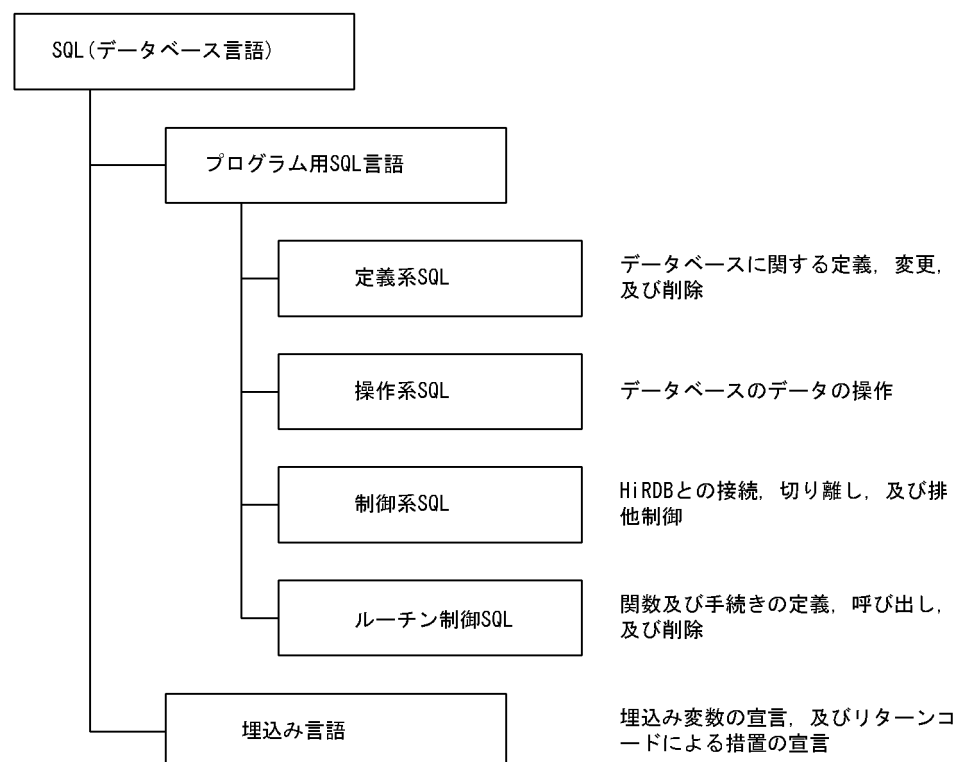 SQL(データベース言語)
プログラム用SQL言語
定義系SQL
データベースに関する定義，変更，
及び削除
操作系SQL
データベースのデータの操作
制御系SQL
HiRDBとの接続，切り離し，及び排
他制御
ルーチン制御SQL
関数及び手続きの定義，呼び出し，
及び削除
埋込み言語
埋込み変数の宣言，及びリターンコ
ードによる措置の宣言